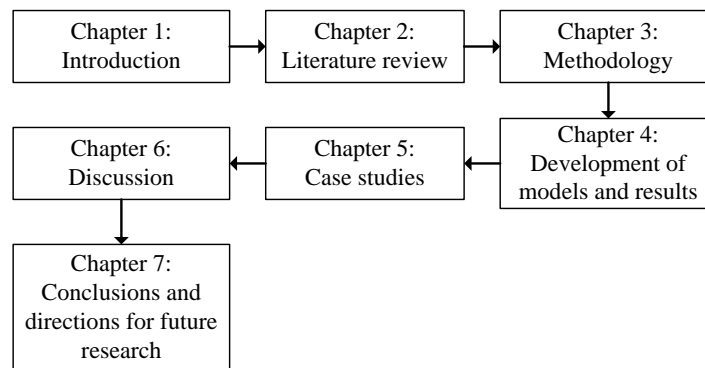 Chapter 1:
Introduction
Chapter 2:
Literature review
Chapter 3:
Methodology
Chapter 4:
Development of
models and results
Chapter 5:
Case studies
Chapter 6:
Discussion
Chapter 7:
Conclusions and
directions for future
research